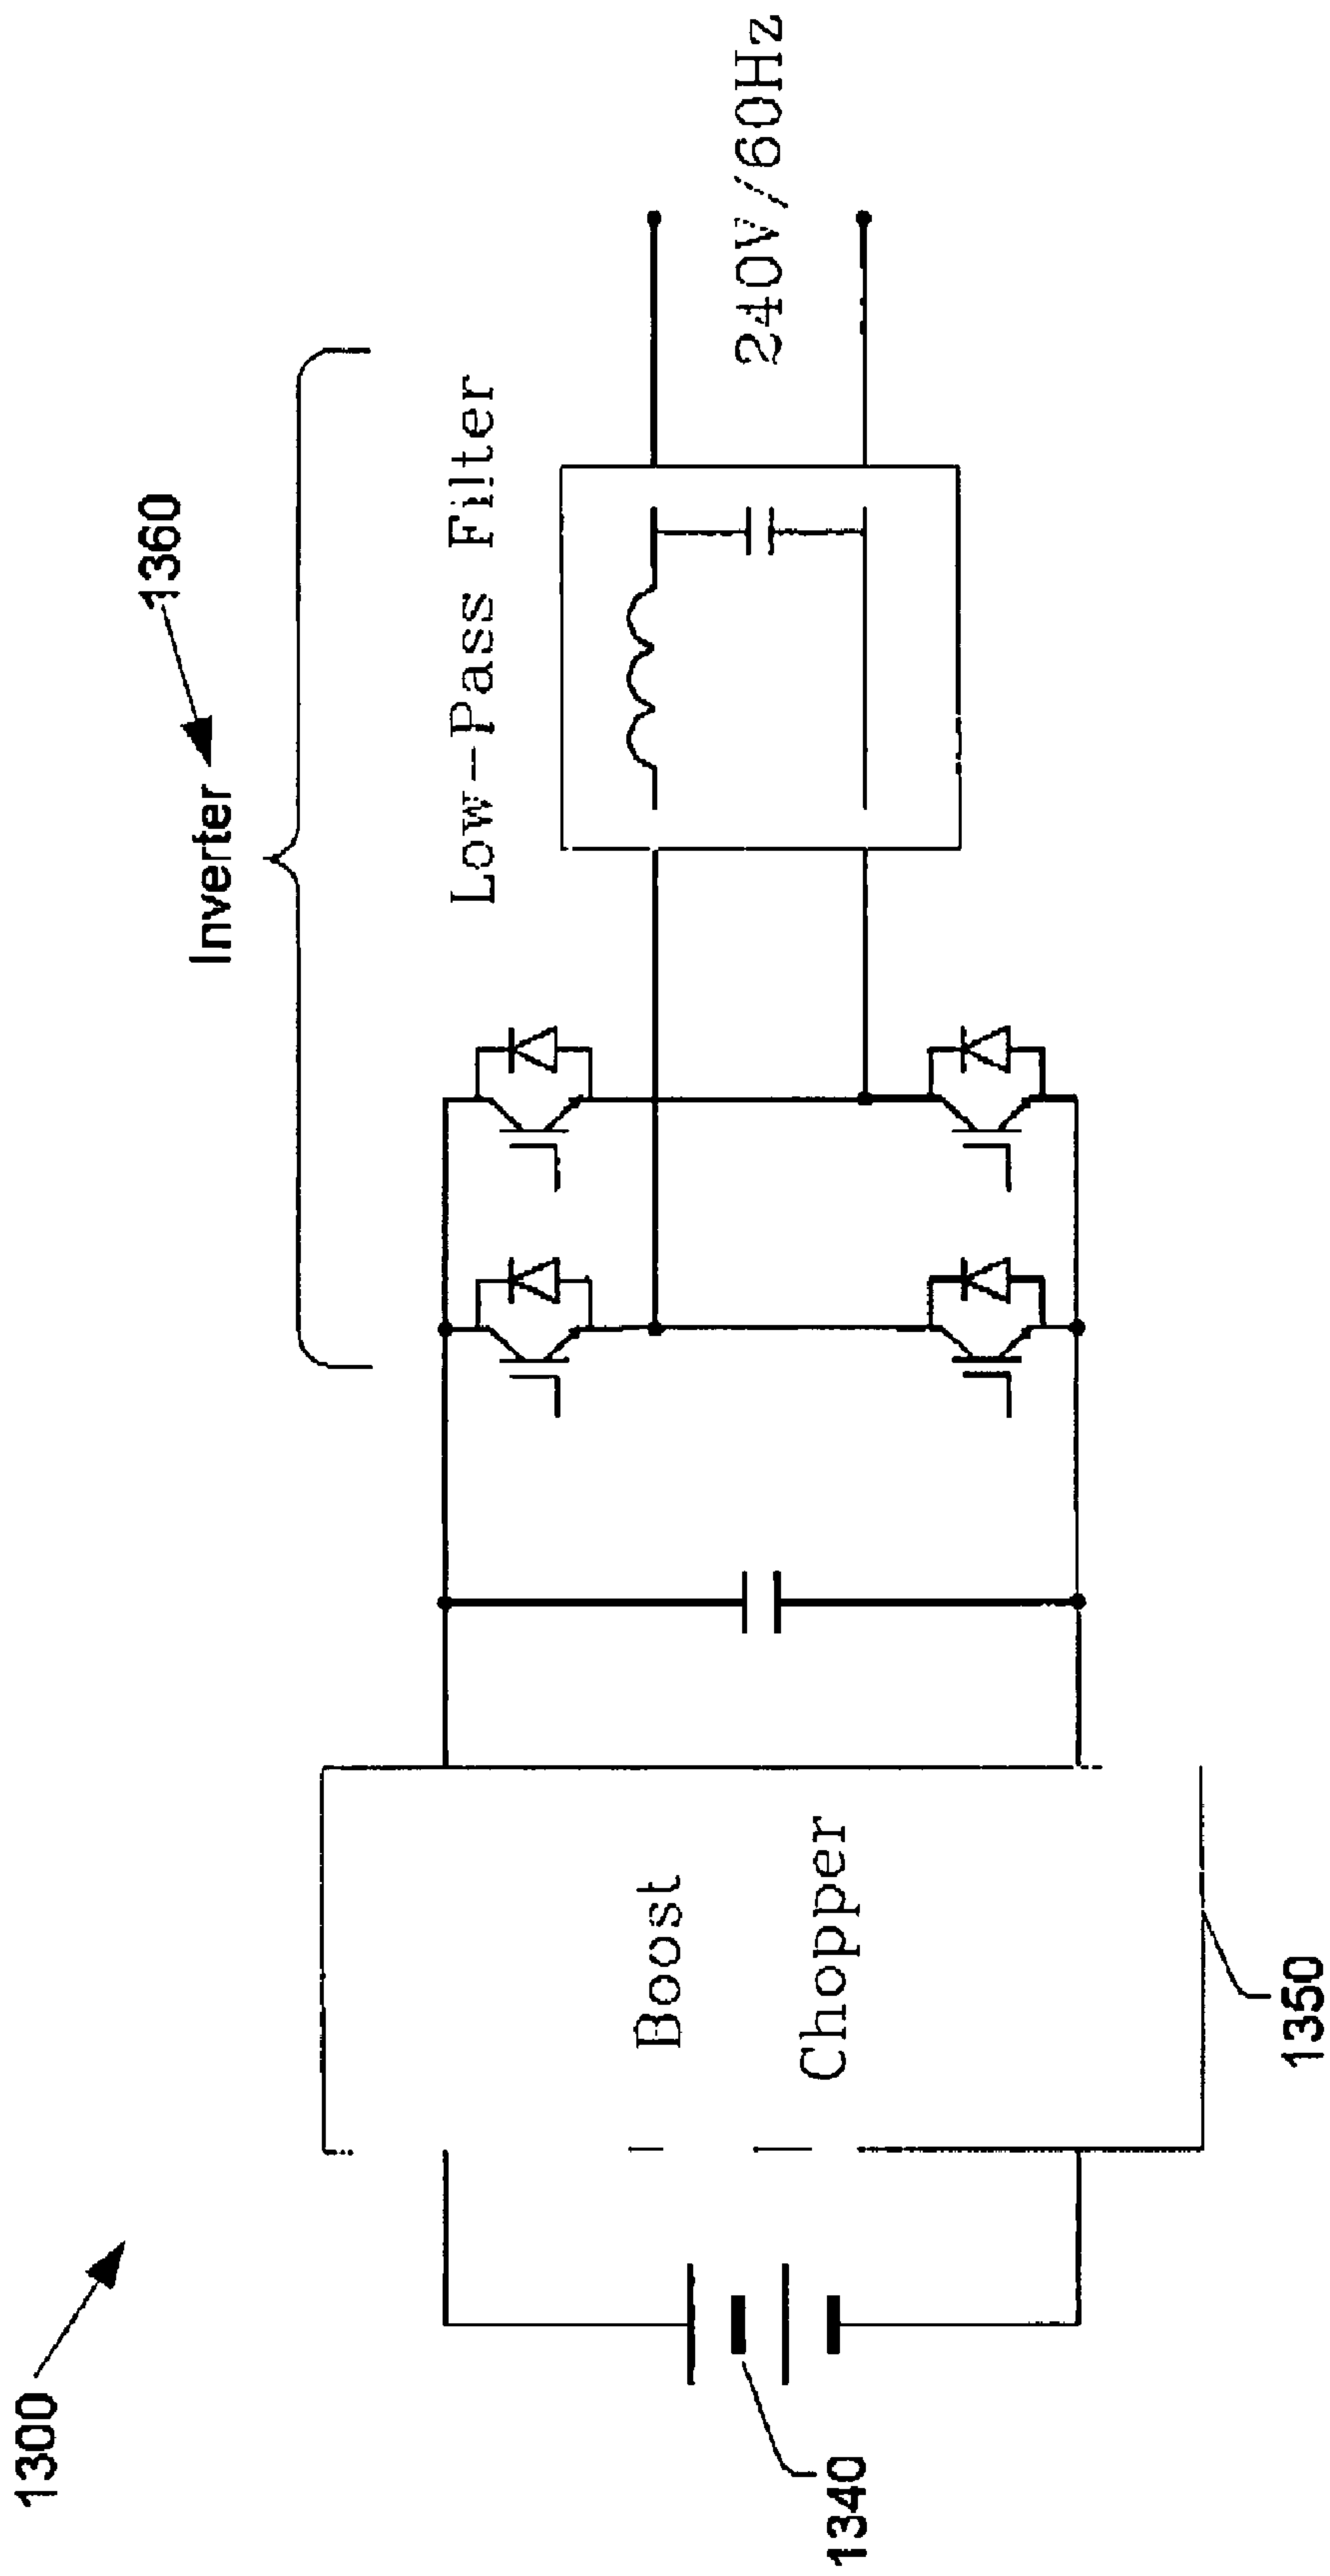 1300
Inverter
1360
Low-Pass Filter
240V/60Hz
Boost
Chopper
1340
1350